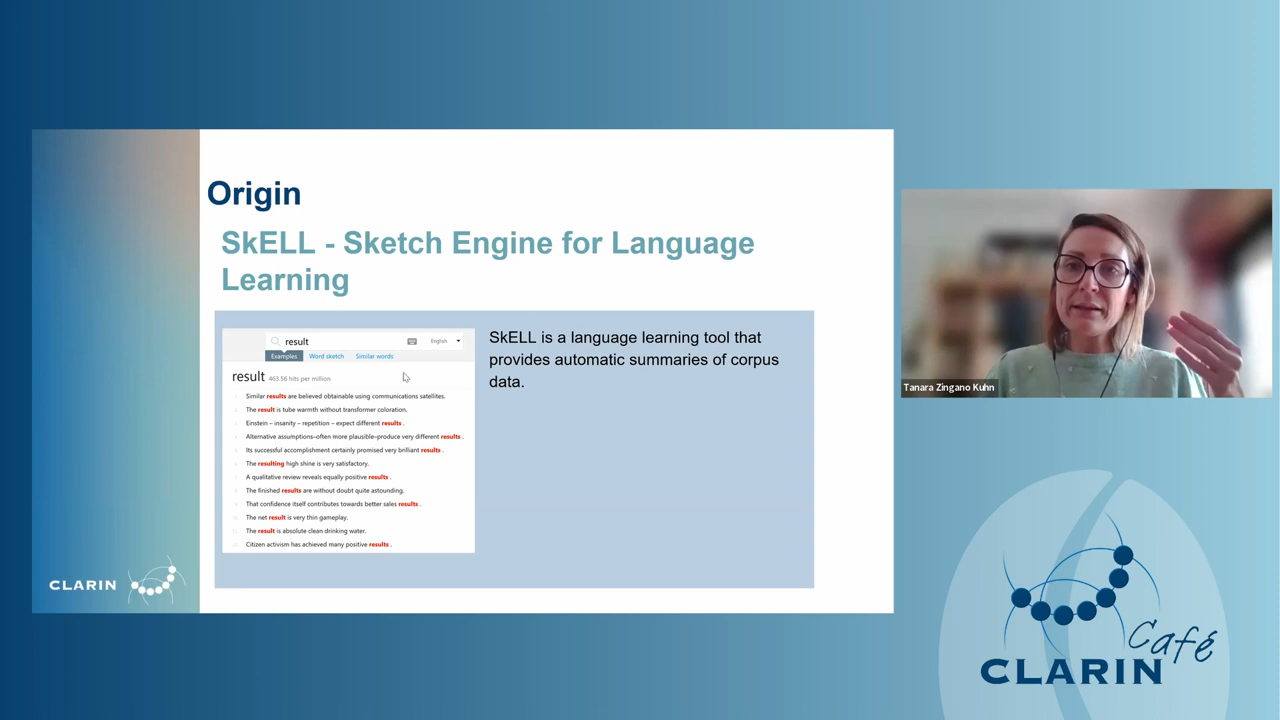 Origin
SkELL - Sketch Engine for Language
Learning
result
English
Examples Word sketch Similar words
result 463.56 hits per million
Similar results are believed obtainable using communications satellites.
The result is tube warmth without transformer coloration.
Einstein – insanity – repetition – expect different results .
Alternative assumptions–often more plausible–produce very different results .
Its successful accomplishment certainly promised very brilliant results .
The resulting high shine is very satisfactory.
A qualitative review reveals equally positive results .
The finished results are without doubt quite astounding.
That confidence itself contributes towards better sales results .
The net result is very thin gameplay.
The result is absolute clean drinking water.
Citizen activism has achieved many positive results .
SkELL is a language learning tool that
provides automatic summaries of corpus
data.
CLARIN
Tanara Zingano Kuhn
Café
CLARIN